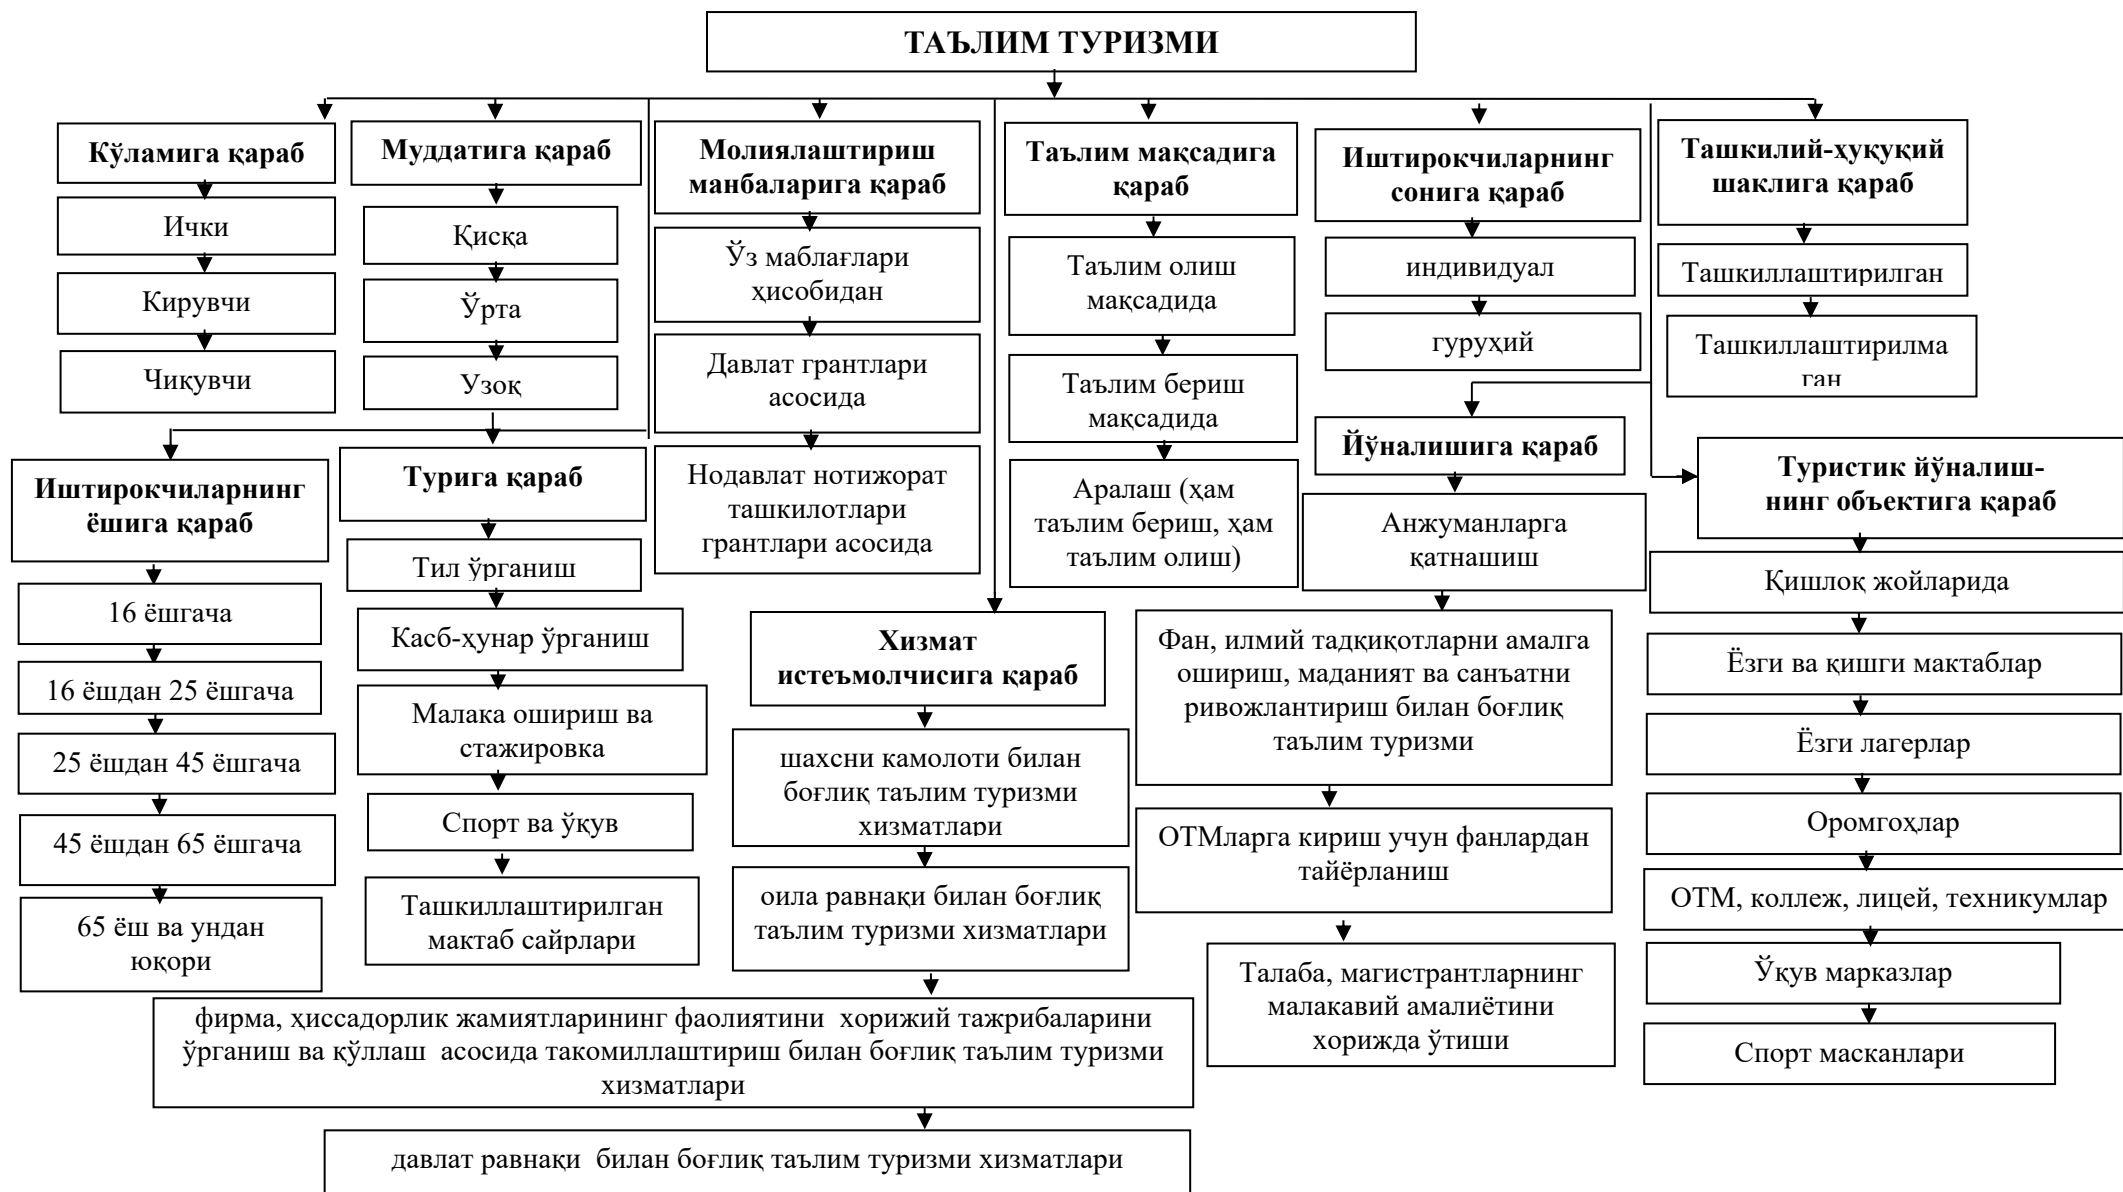 ТАЪЛИМ ТУРИЗМИ
Кўламига қараб
Ички
Кирувчи
Чиқувчи
Муддатига қараб
Қисқа
Ўрта
Узоқ
Молиялаштириш
манбаларига қараб
Ўз маблағлари
ҳисобидан
Давлат грантлари
асосида
Нодавлат нотижорат
ташкилотлари
грантлари асосида
Таълим мақсадига
қараб
Таълим олиш
мақсадида
Таълим бериш
мақсадида
Аралаш (ҳам
таълим бериш, ҳам
таълим олиш)
Иштирокчиларнинг
сонига қараб
индивидуал
гуруҳий
Ташкилий-ҳуқуқий
шаклига қараб
Ташкиллаштирилган
Ташкиллаштирилма
ган
Иштирокчиларнинг
ёшига қараб
16 ёшгача
16 ёшдан 25 ёшгача
25 ёшдан 45 ёшгача
45 ёшдан 65 ёшгача
65 ёш ва ундан
юқори
Турига қараб
Тил ўрганиш
Касб-ҳунар ўрганиш
Малака ошириш ва
стажировка
Спорт ва ўқув
Ташкиллаштирилган
мактаб сайрлари
Хизмат
истеъмолчисига қараб
шахсни камолоти билан
боғлиқ таълим туризми
хизматлари
оила равнақи билан боғлиқ
таълим туризми хизматлари
фирма, ҳиссадорлик жамиятларининг фаолиятини хорижий тажрибаларини
ўрганиш ва қўллаш асосида такомиллаштириш билан боғлиқ таълим туризми
хизматлари
давлат равнақи билан боғлиқ таълим туризми хизматлари
Йўналишига қараб
Анжуманларга
қатнашиш
Фан, илмий тадқиқотларни амалга
ошириш, маданият ва санъатни
ривожлантириш билан боғлиқ
таълим туризми
ОТМларга кириш учун фанлардан
тайёрланиш
Талаба, магистрантларнинг
малакавий амалиётини
хорижда ўтиши
Туристик йўналиш-
нинг объектига қараб
Қишлоқ жойларида
Ёзги ва қишги мактаблар
Ёзги лагерлар
Оромгоҳлар
ОТМ, коллеж, лицей, техникумлар
Ўқув марказлар
Спорт масканлари